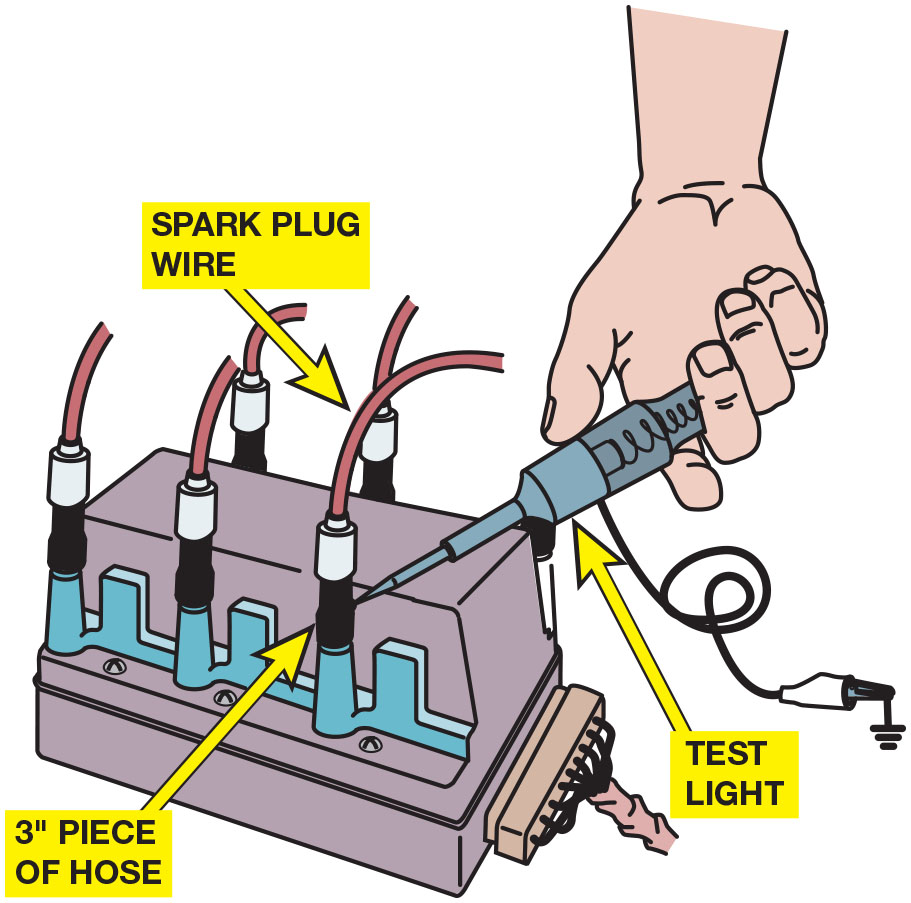 SPARK PLUG
WIRE
TEST
LIGHT
3" PIECE
OF HOSE